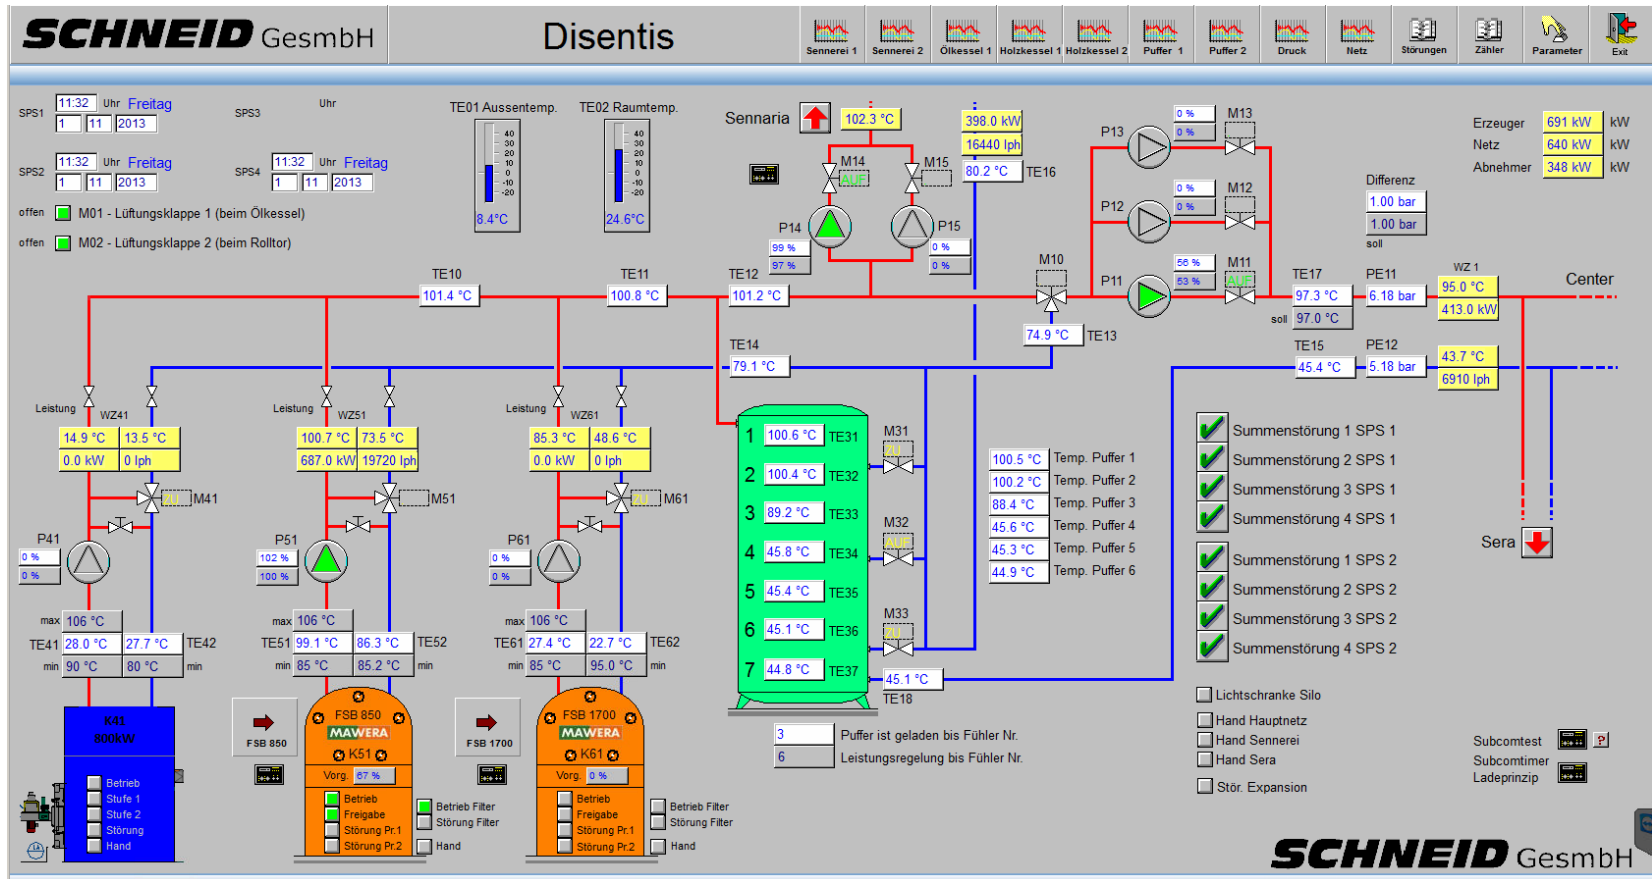 SCHNEID GesmbH
Disentis
Sennerei 1
Sennerei 2
Ölkessel 1
Holzkessel 1
Holzkessel 2
Puffer 1
Puffer 2
Druck
Netz
Störungen
Zähler
Parameter
Exit
SPS1 11:32 Uhr Freitag
1 11 2013
SPS3 Uhr
SPS2 11:32 Uhr Freitag
1 11 2013
SPS4 11:32 Uhr Freitag
1 11 2013
offen M01 - Lüftungsklappe 1 (beim Ölkessel)
offen M02 - Lüftungsklappe 2 (beim Rolltor)
TE01 Aussentemp.
40
30
20
10
0
-10
-20
8.4°C
TE02 Raumtemp.
40
30
20
10
0
-10
-20
24.6°C
Sennaria
102.3 °C
398.0 kW
16440 lph
80.2 °C TE16
M14
AUF
M15
P14
99 %
97 %
P15
0 %
0 %
P13
0 %
0 %
M13
P12
0 %
0 %
M12
P11
56 %
53 %
M11
AUF
Erzeuger 691 kW kW
Netz 640 kW kW
Abnehmer 348 kW kW
Differenz
1.00 bar
1.00 bar
soll
TE10
101.4 °C
TE11
100.8 °C
TE12
101.2 °C
M10
74.9 °C TE13
TE14
79.1 °C
TE17
97.3 °C
soll 97.0 °C
PE11
6.18 bar
WZ 1
95.0 °C
413.0 kW
Center
TE15
45.4 °C
PE12
5.18 bar
43.7 °C
6910 lph
Sera
Leistung
WZ41
14.9 °C 13.5 °C
0.0 kW 0 lph
ZU M41
P41
0 %
0 %
max 106 °C
TE41 28.0 °C 27.7 °C TE42
min 90 °C 80 °C min
K41
800kW
Betrieb
Stufe 1
Stufe 2
Störung
Hand
Leistung
WZ51
100.7 °C 73.5 °C
687.0 kW 19720 lph
M51
P51
102 %
100 %
max 106 °C
TE51 99.1 °C 86.3 °C TE52
min 85 °C 85.2 °C min
FSB 850
FSB 850
MAWERA
K51
Vorg. 67 %
Betrieb
Freigabe
Störung Pr.1
Störung Pr.2
Betrieb Filter
Störung Filter
Hand
Leistung
WZ61
85.3 °C 48.6 °C
0.0 kW 0 lph
ZU M61
P61
0 %
0 %
max 106 °C
TE61 27.4 °C 22.7 °C TE62
min 85 °C 95.0 °C min
FSB 1700
FSB 1700
MAWERA
K61
Vorg. 0 %
Betrieb
Freigabe
Störung Pr.1
Störung Pr.2
Betrieb Filter
Störung Filter
Hand
1 100.6 °C TE31
2 100.4 °C TE32
3 89.2 °C TE33
4 45.8 °C TE34
5 45.4 °C TE35
6 45.1 °C TE36
7 44.8 °C TE37
M31
ZU
M32
AUF
M33
ZU
45.1 °C
TE18
3 Puffer ist geladen bis Fühler Nr.
6 Leistungsregelung bis Fühler Nr.
100.5 °C Temp. Puffer 1
100.2 °C Temp. Puffer 2
88.4 °C Temp. Puffer 3
45.6 °C Temp. Puffer 4
45.3 °C Temp. Puffer 5
44.9 °C Temp. Puffer 6
Summenstörung 1 SPS 1
Summenstörung 2 SPS 1
Summenstörung 3 SPS 1
Summenstörung 4 SPS 1
Summenstörung 1 SPS 2
Summenstörung 2 SPS 2
Summenstörung 3 SPS 2
Summenstörung 4 SPS 2
Lichtschranke Silo
Hand Hauptnetz
Hand Sennerei
Hand Sera
Stör. Expansion
Subcomtest ?
Subcomtimer
Ladeprinzip
SCHNEID GesmbH